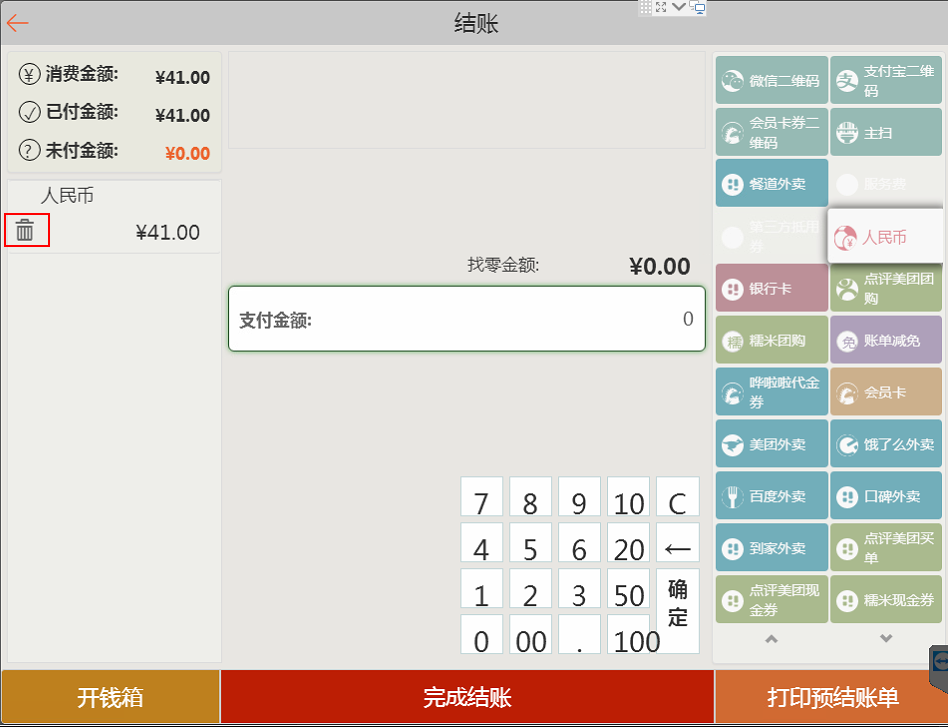 结账
消费金额: ¥41.00
已付金额: ¥41.00
未付金额: ¥0.00
人民币
¥41.00
找零金额: ¥0.00
支付金额: 0
7 8 9 10 C
4 5 6 20 ←
1 2 3 50 确定
0 00 . 100
微信二维码
支付宝二维
码
会员卡券二
维码
主扫
餐道外卖
服务费
第三方抵用
券
人民币
银行卡
点评美团团
购
糯 糯米团购
免 账单减免
哗啦啦代金
券
会员卡
美团外卖
饿了么外卖
百度外卖
口碑外卖
到家外卖
点评美团买
单
点评美团现
金券
糯米现金券
开钱箱
完成结账
打印预结账单